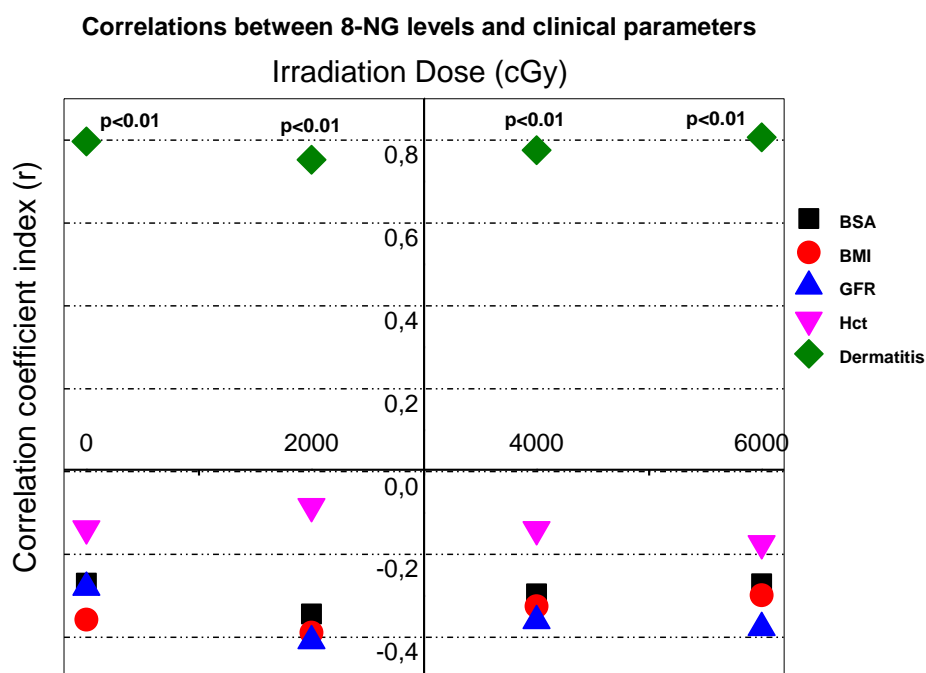 Correlations between 8-NG levels and clinical parameters
Irradiation Dose (cGy)
Correlation coefficient index (r)
p<0.01
p<0.01
p<0.01
p<0.01
0,8
0,6
0,4
0,2
0
2000
4000
6000
0,0
-0,2
-0,4
BSA
BMI
GFR
Hct
Dermatitis